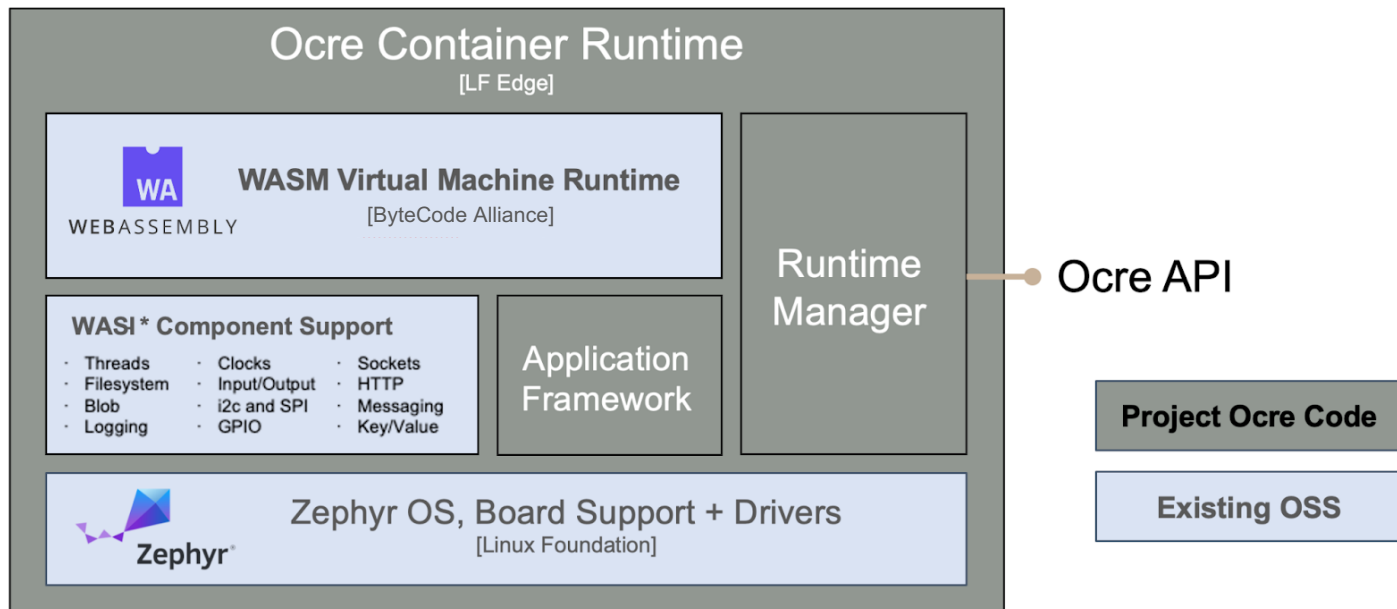 Ocre Container Runtime
[LF Edge]
WA
WEBASSEMBLY
WASM Virtual Machine Runtime
[ByteCode Alliance]
Runtime
Manager
Ocre API
WASI * Component Support
· Threads
· Filesystem
· Blob
· Logging
· Clocks
· Input/Output
· i2c and SPI
· GPIO
· Sockets
· HTTP
· Messaging
· Key/Value
Application
Framework
Zephyr®
Zephyr OS, Board Support + Drivers
[Linux Foundation]
Project Ocre Code
Existing OSS